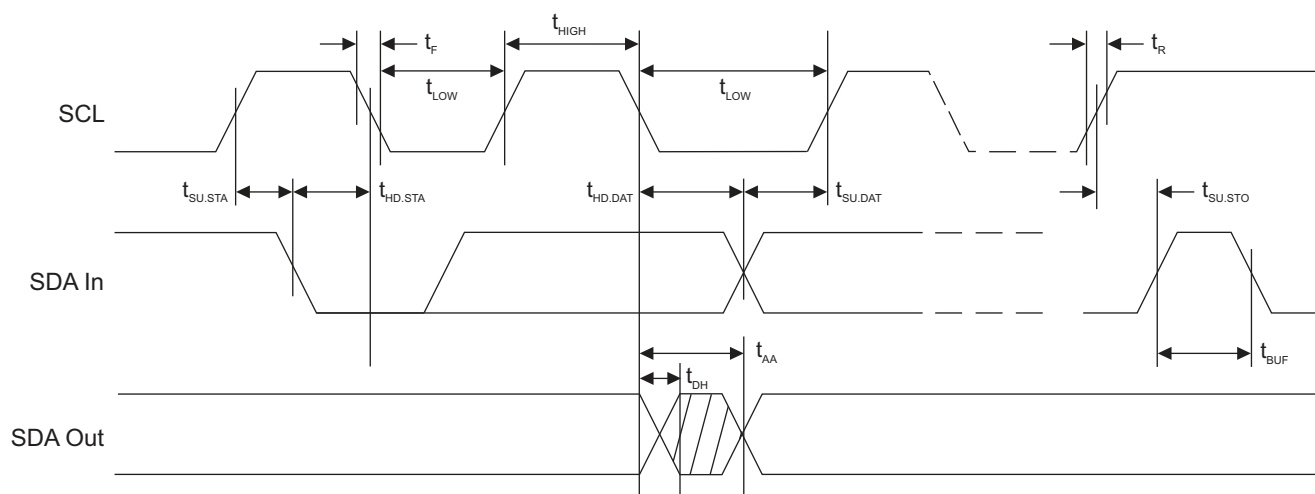 t_HIGH
t_F
t_R
t_LOW
t_LOW
SCL
t_SU.STA
t_HD.STA
t_HD.DAT
t_SU.DAT
t_SU.STO
SDA In
t_AA
t_BUF
t_DH
SDA Out